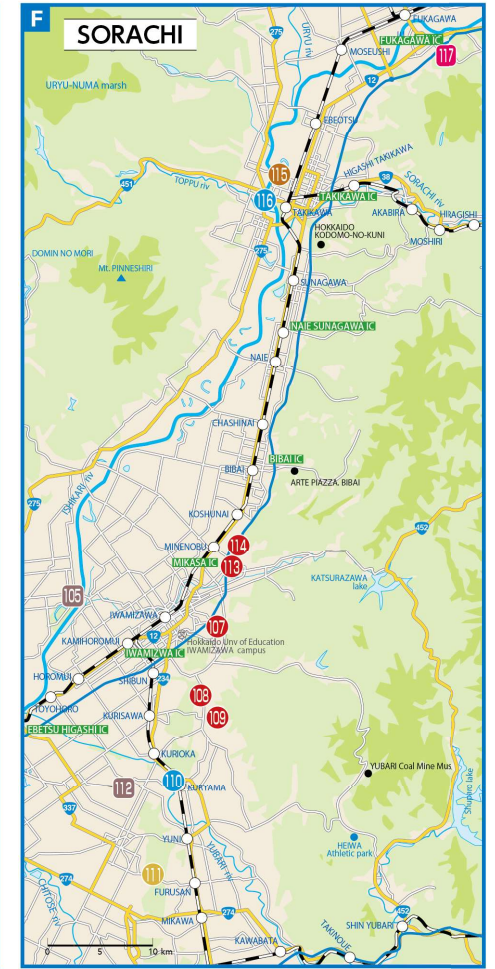 F
SORACHI
FUKAGAWA
FUKAGAWA IC
117
275
URYU riv
MOSEUSHI
12
URYU-NUMA marsh
EBEOTSU
115
HIGASHI TAKIKAWA
38
SORACHI riv
451
TOPPU riv
116
TAKIKAWA IC
TAKIKAWA
AKABIRA
HIRAGISHI
HOKKAIDO
KODOMO-NO-KUNI
MOSHIRI
275
DOMIN NO MORI
Mt. PINNESHIRI
SUNAGAWA
NAIE SUNAGAWA IC
NAIE
CHASHINAI
BIBAI IC
BIBAI
ARTE PIAZZA, BIBAI
ISHIKARI riv
275
KOSHUNAI
452
MINENOBU
114
MIKASA IC
113
KATSURAZAWA
lake
105
IWAMIZAWA
107
KAMIHOROMUI
12
Hokkaido Unv of Education
IWAMIZAWA campus
IWAMIZWA IC
HOROMUI
SHIBUN
234
108
TOYOHORO
KURISAWA
109
EBETSU HIGASHI IC
KURIOKA
YUBARI Coal Mine Mus
110
112
KURYAMA
Shuparo lake
337
YUNI
YUBARI riv
HEIWA
Athletic park
111
274
CHITOSE riv
FURUSAN
452
MIKAWA
274
SHIN YUBARI
TAKINOUE
KAWABATA
0 5 10 km